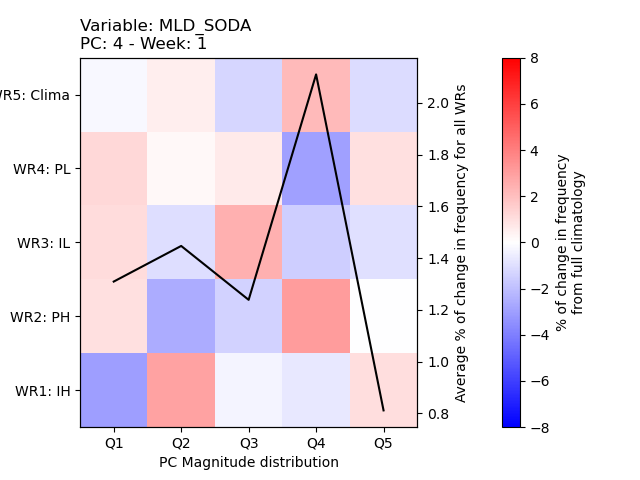 Variable: MLD_SODA
PC: 4 - Week: 1
WR5: Clima
WR4: PL
WR3: IL
WR2: PH
WR1: IH
Q1 Q2 Q3 Q4 Q5
PC Magnitude distribution
2.0
1.8
1.6
1.4
1.2
1.0
0.8
Average % of change in frequency for all WRs
8
6
4
2
0
−2
−4
−6
−8
% of change in frequency
from full climatology